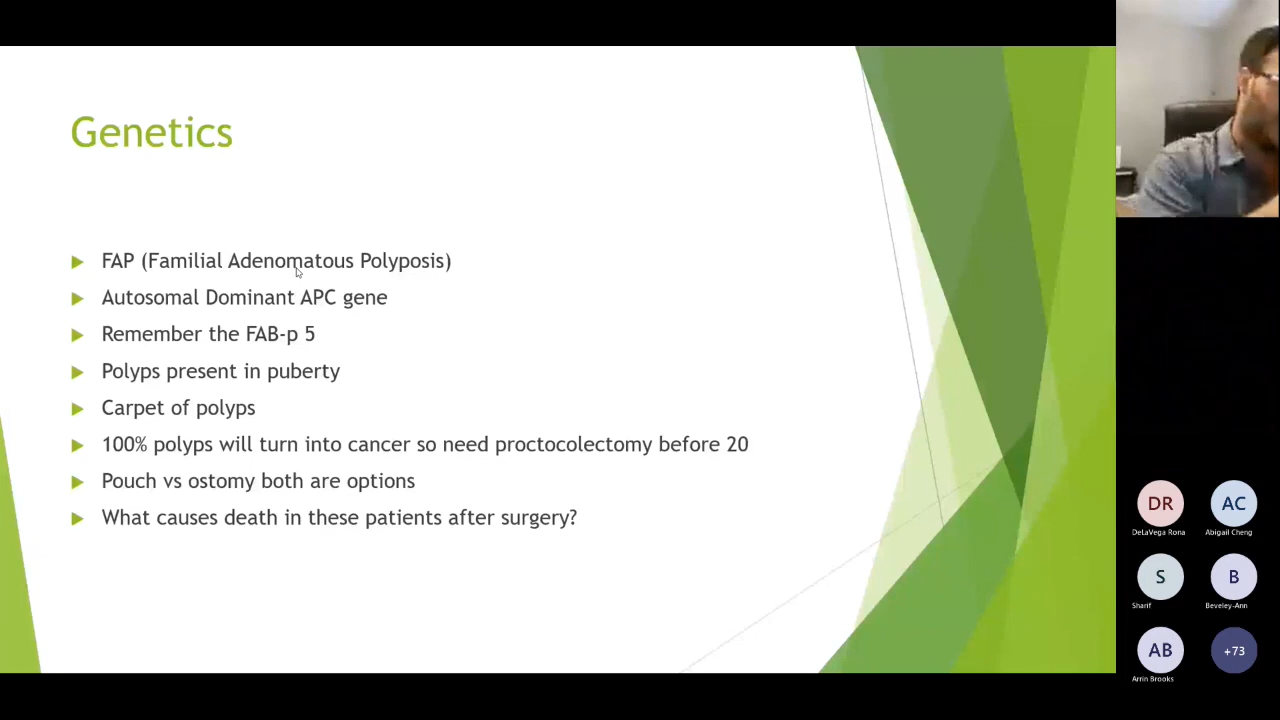 Genetics
FAP (Familial Adenomatous Polyposis)
Autosomal Dominant APC gene
Remember the FAB-p 5
Polyps present in puberty
Carpet of polyps
100% polyps will turn into cancer so need proctocolectomy before 20
Pouch vs ostomy both are options
What causes death in these patients after surgery?
DR
AC
DeLaVega Rona
Abigail Cheng
S
B
Sharif
Beveley-Ann
AB
+73
Arrin Brooks